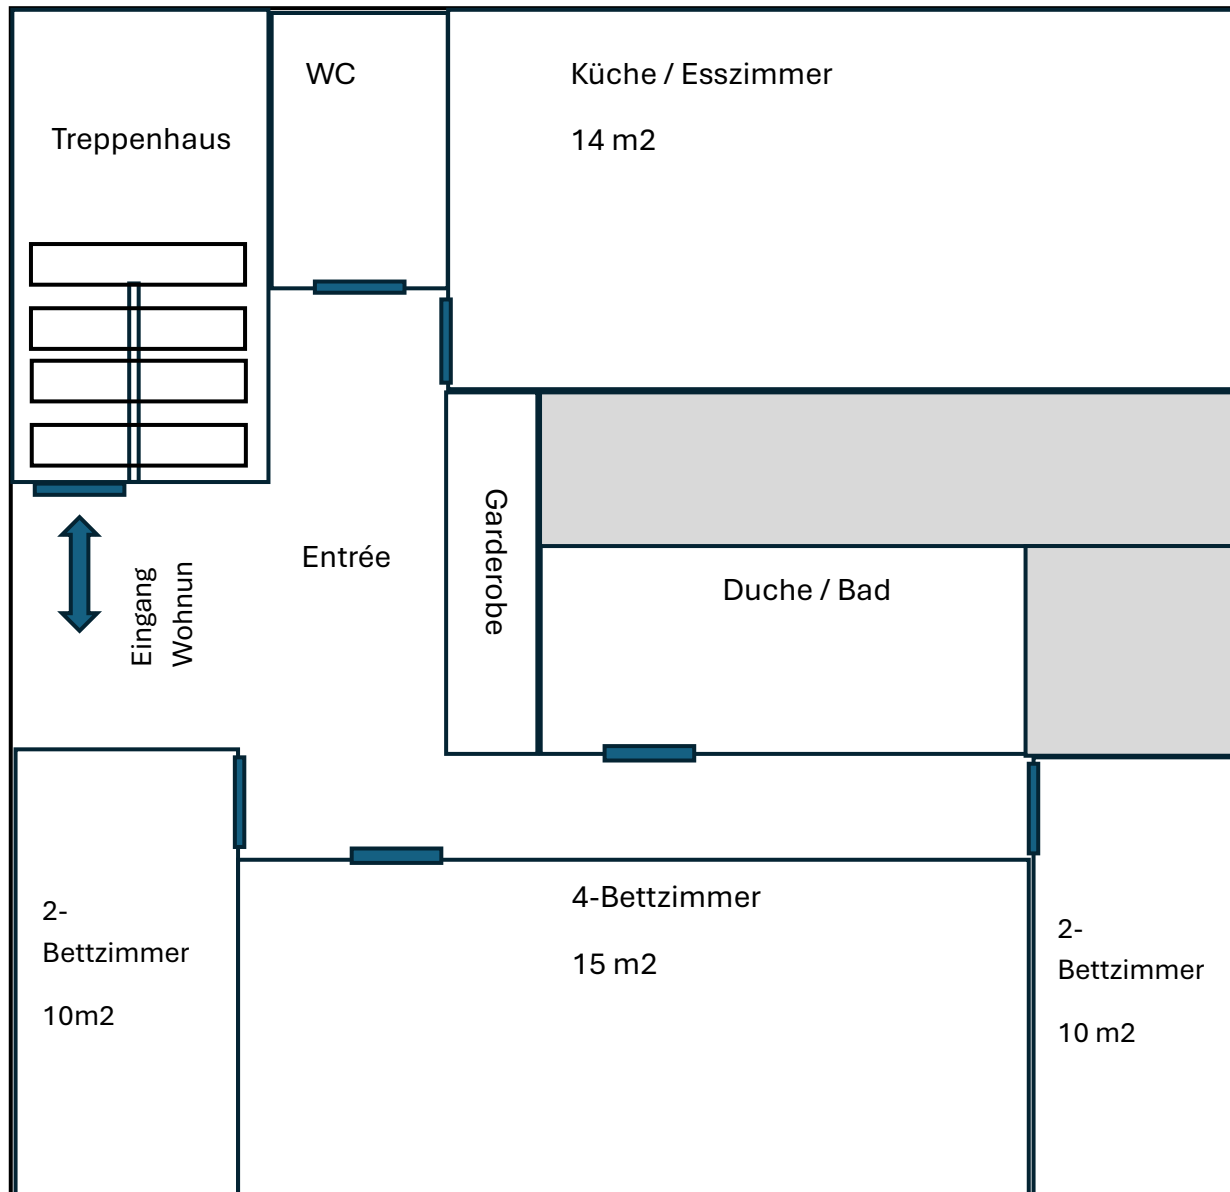 WC
Küche / Esszimmer
14 m2
Treppenhaus
Garderobe
Entrée
Duche / Bad
Eingang
Wohnun
4-Bettzimmer
15 m2
2-
Bettzimmer
10m2
2-
Bettzimmer
10 m2